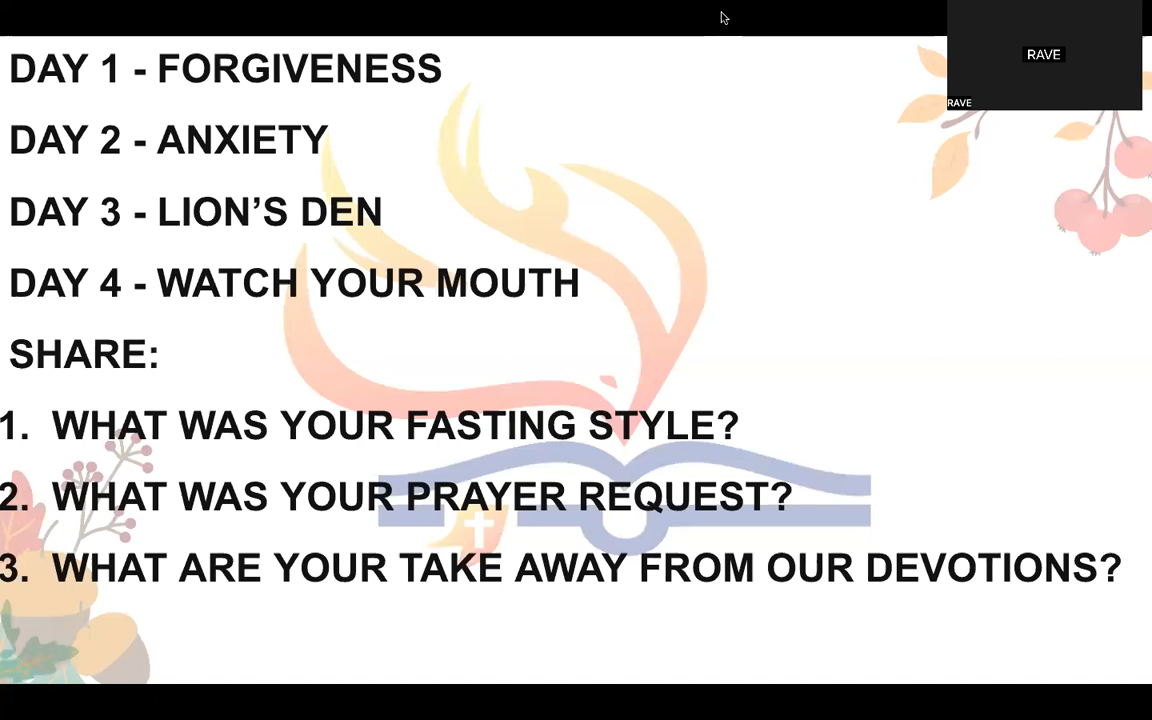 DAY 1 - FORGIVENESS
DAY 2 - ANXIETY
DAY 3 - LION’S DEN
DAY 4 - WATCH YOUR MOUTH
SHARE:
1. WHAT WAS YOUR FASTING STYLE?
2. WHAT WAS YOUR PRAYER REQUEST?
3. WHAT ARE YOUR TAKE AWAY FROM OUR DEVOTIONS?
RAVE
RAVE